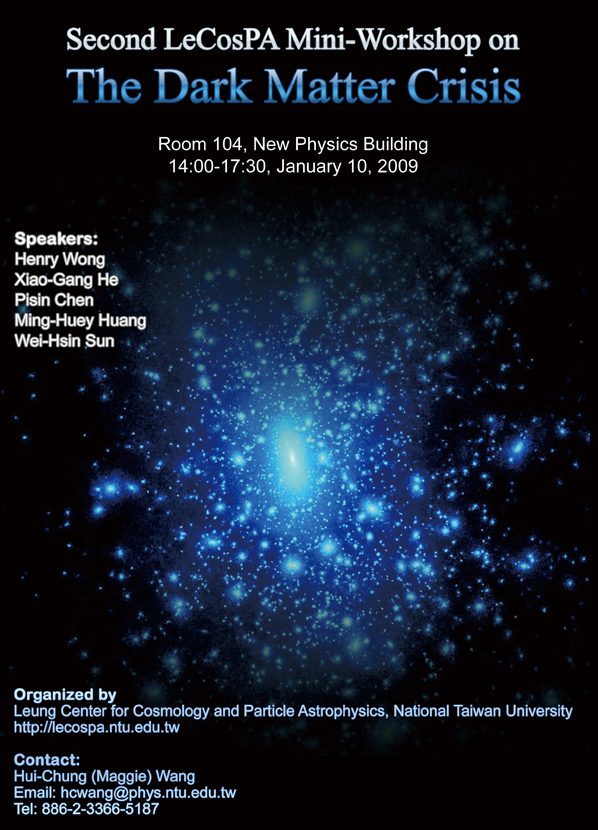 Second LeCosPA Mini-Workshop on
The Dark Matter Crisis
Room 104, New Physics Building
14:00-17:30, January 10, 2009
Speakers:
Henry Wong
Xiao-Gang He
Pisin Chen
Ming-Huey Huang
Wei-Hsin Sun
Organized by
Leung Center for Cosmology and Particle Astrophysics, National Taiwan University
http://lecospa.ntu.edu.tw
Contact:
Hui-Chung (Maggie) Wang
Email: hcwang@phys.ntu.edu.tw
Tel: 886-2-3366-5187